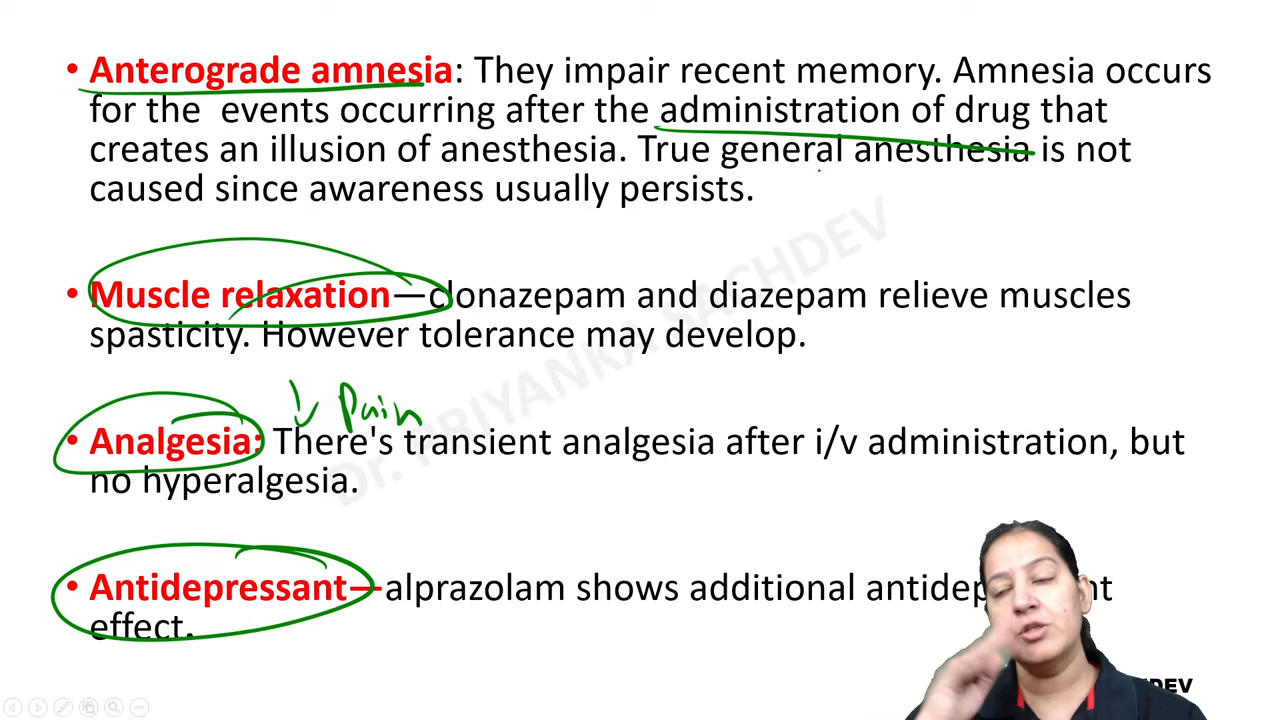 • Anterograde amnesia: They impair recent memory. Amnesia occurs
for the events occurring after the administration of drug that
creates an illusion of anesthesia. True general anesthesia is not
caused since awareness usually persists.
• Muscle relaxation—clonazepam and diazepam relieve muscles
spasticity. However tolerance may develop.
↓ Pain
• Analgesia: There's transient analgesia after i/v administration, but
no hyperalgesia.
• Antidepressant—alprazolam shows additional
effect.
Dr. PRIYANKA SACHDEV